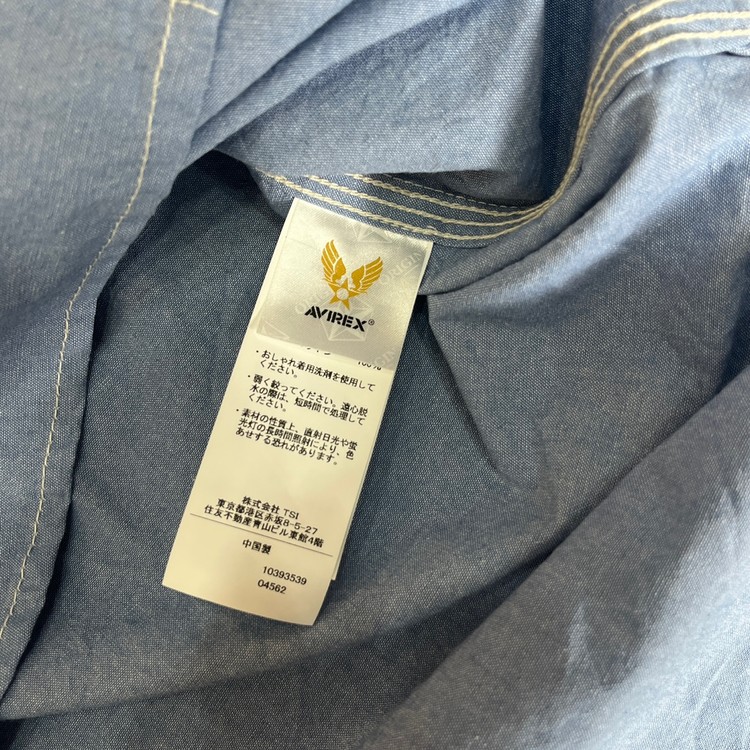 AVIREX®
100%
・おしゃれ着用洗剤を使用して
ください。
・弱く絞ってください。遠心脱
水の際は、短時間で処理して
ください。
・素材の性質上、直射日光や蛍
光灯の長時間照射により、色
あせする恐れがあります。
株式会社 TSI
東京都港区赤坂8-5-27
住友不動産青山ビル東館4階
中国製
10393539
04562